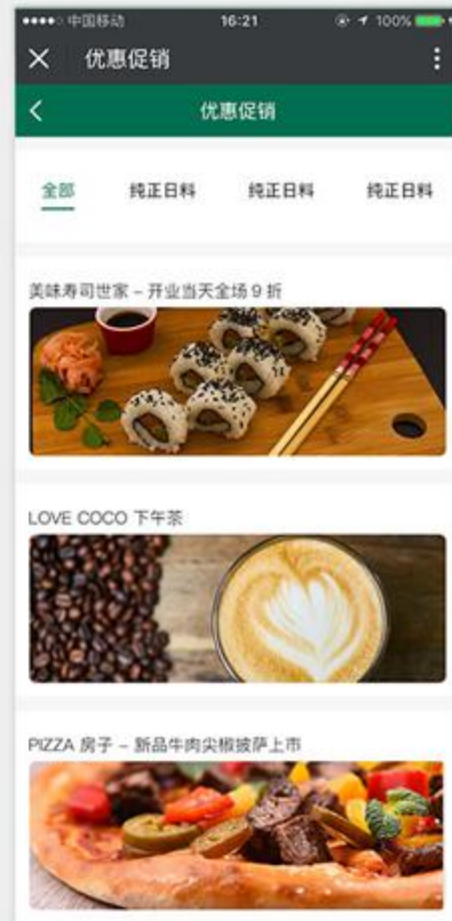 中国移动 16:21 100%
优惠促销
优惠促销
全部 纯正日料 纯正日料 纯正日料
美味寿司世家 – 开业当天全场 9 折
LOVE COCO 下午茶
PIZZA 房子 – 新品牛肉尖椒披萨上市